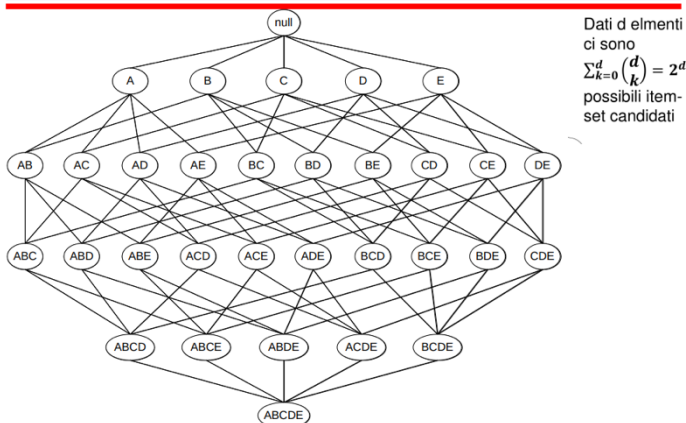 null
Dati d elmenti
ci sono
∑_{k=0}^{d} (d k) = 2^d
possibili item-
set candidati
A B C D E
AB AC AD AE BC BD BE CD CE DE
ABC ABD ABE ACD ACE ADE BCD BCE BDE CDE
ABCD ABCE ABDE ACDE BCDE
ABCDE